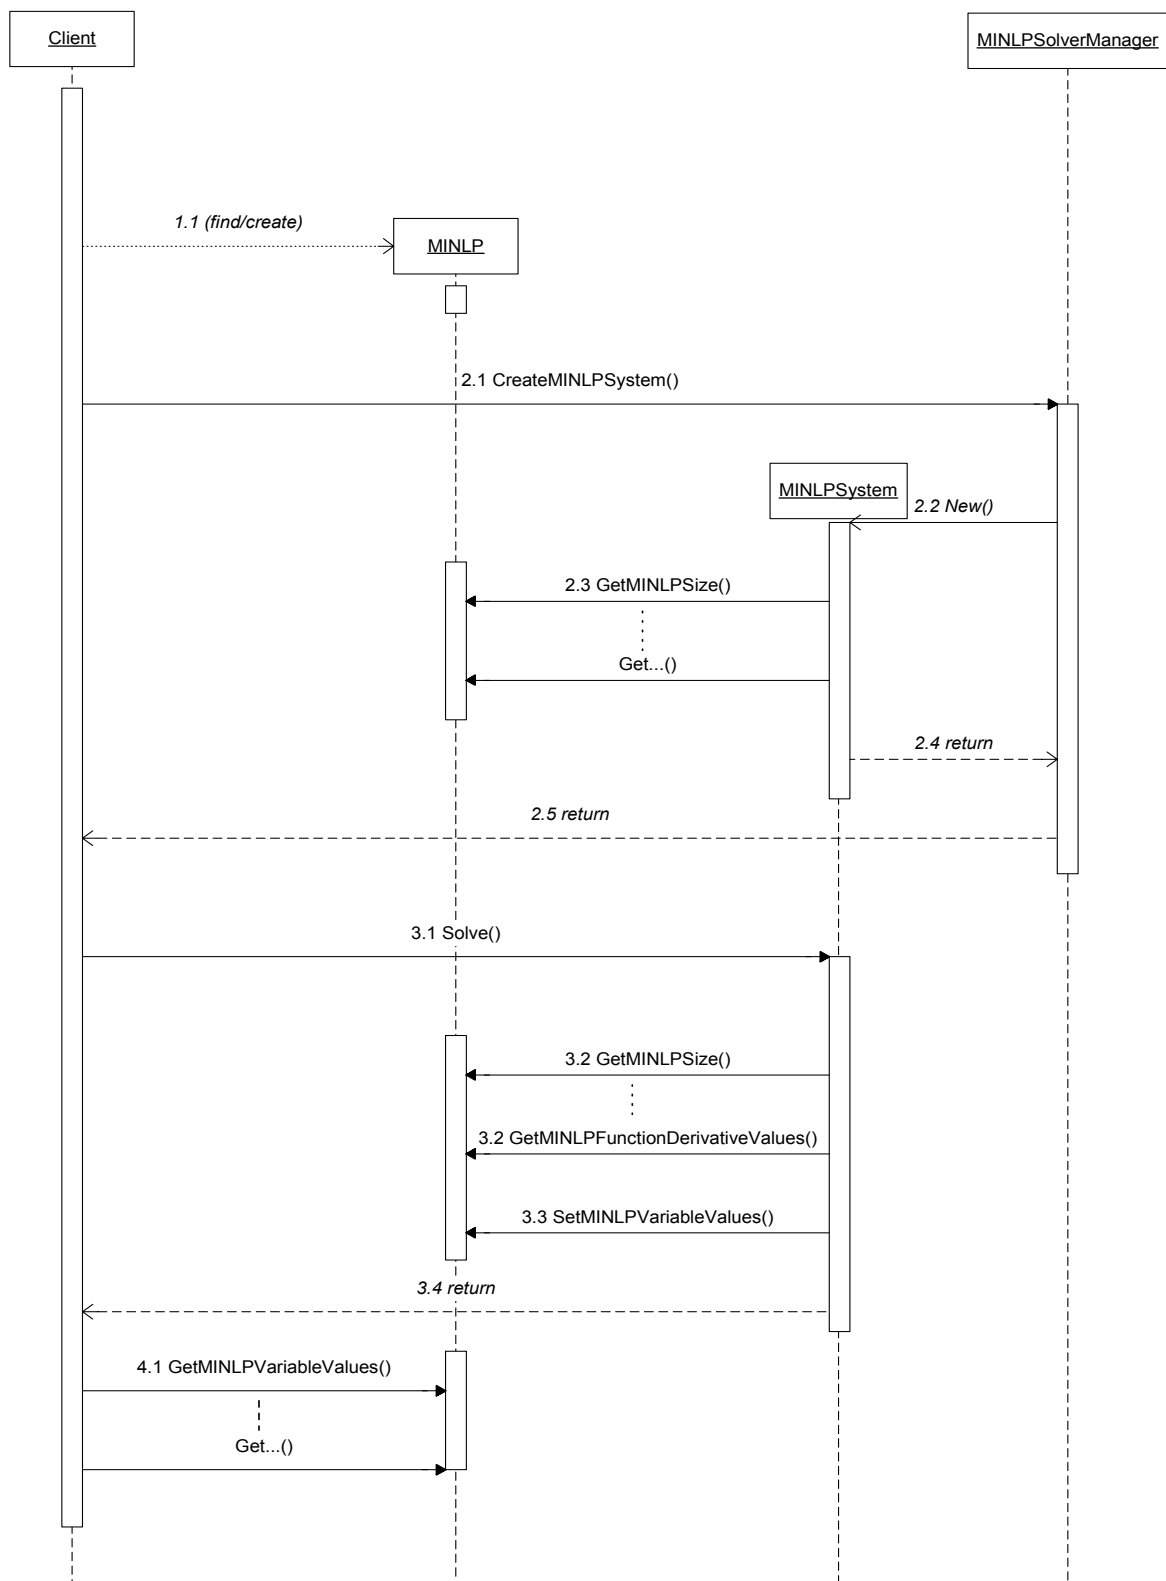 Client
MINLPSolverManager
1.1 (find/create)
MINLP
2.1 CreateMINLPSystem()
MINLPSystem
2.2 New()
2.3 GetMINLPSize()
Get...()
2.4 return
2.5 return
3.1 Solve()
3.2 GetMINLPSize()
3.2 GetMINLPFunctionDerivativeValues()
3.3 SetMINLPVariableValues()
3.4 return
4.1 GetMINLPVariableValues()
Get...()